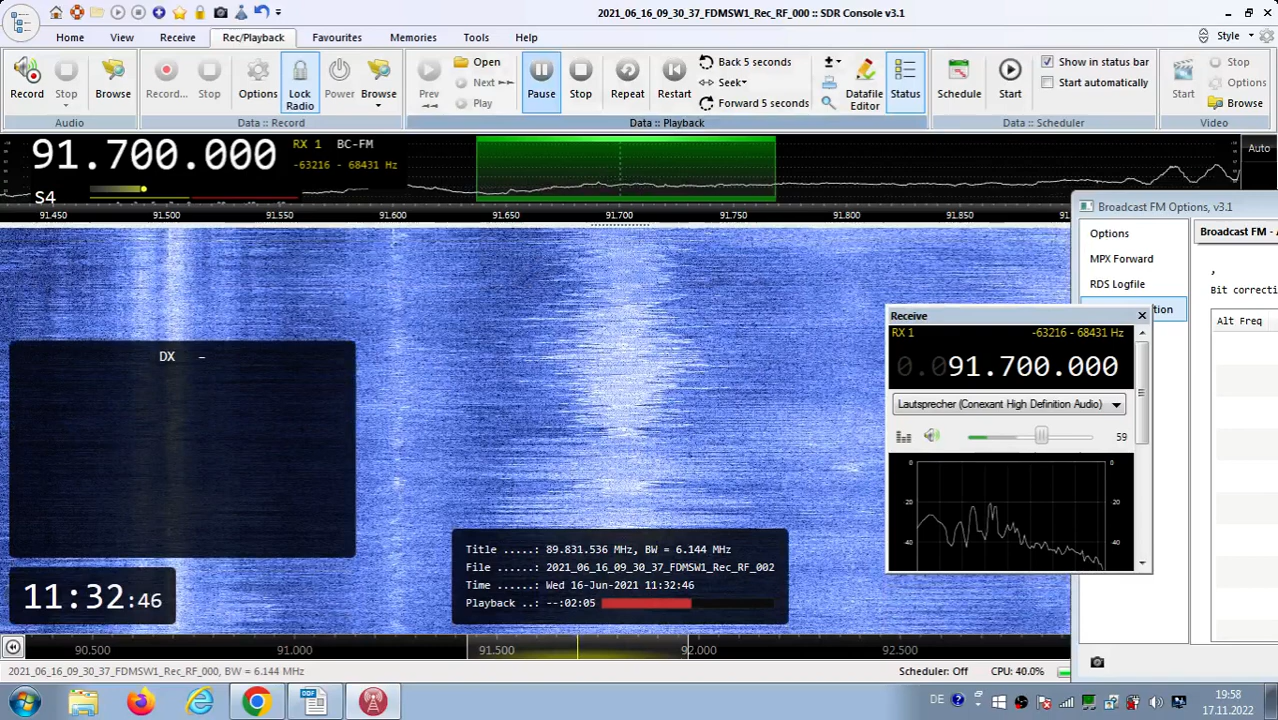 2021_06_16_09_30_37_FDMSW1_Rec_RF_000 :: SDR Console v3.1
Home View Receive Rec/Playback Favourites Memories Tools Help Style
Record Stop Browse Record... Stop Options Lock Radio Power Browse Prev Open Next Play Pause Stop Repeat Restart Back 5 seconds Seek Forward 5 seconds Datafile Editor Status Schedule Start Show in status bar Start automatically Start Stop Options Browse
Audio Data :: Record Data :: Playback Data :: Scheduler Video
91.700.000 RX 1 BC-FM
-63216 - 68431 Hz
Auto
S4
91.450 91.500 91.550 91.600 91.650 91.700 91.750 91.800 91.850
Broadcast FM Options, v3.1
Options
MPX Forward
RDS Logfile
tion
Broadcast FM - 
,
Bit correcti
Alt Freq
Receive
RX 1 -63216 - 68431 Hz
0.091.700.000
Lautsprecher (Conexant High Definition Audio)
59
0 0
20 20
40 -40
DX –
11:32:46
Title .....: 89.831.536 MHz, BW = 6.144 MHz
File ......: 2021_06_16_09_30_37_FDMSW1_Rec_RF_002
Time ......: Wed 16-Jun-2021 11:32:46
Playback ..: --:02:05
90.500 91.000 91.500 92.000 92.500
2021_06_16_09_30_37_FDMSW1_Rec_RF_000, BW = 6.144 MHz Scheduler: Off CPU: 40.0%
DE 19:58
17.11.2022